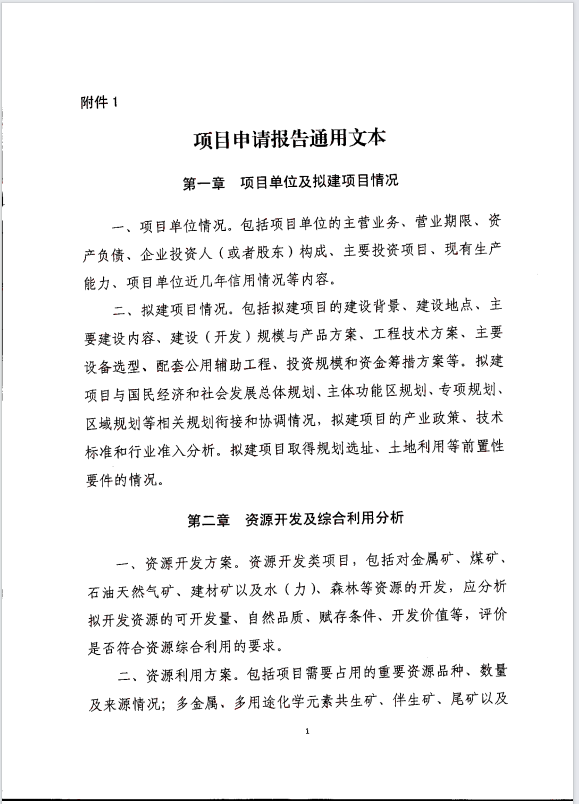 附件 1
项目申请报告通用文本
第一章 项目单位及拟建项目情况
一、项目单位情况。包括项目单位的主营业务、营业期限、资
产负债、企业投资人（或者股东）构成、主要投资项目、现有生产
能力、项目单位近几年信用情况等内容。
二、拟建项目情况。包括拟建项目的建设背景、建设地点、主
要建设内容、建设（开发）规模与产品方案、工程技术方案、主要
设备选型、配套公用辅助工程、投资规模和资金筹措方案等。拟建
项目与国民经济和社会发展总体规划、主体功能区规划、专项规划、
区域规划等相关规划衔接和协调情况，拟建项目的产业政策、技术
标准和行业准入分析。拟建项目取得规划选址、土地利用等前置性
要件的情况。
第二章 资源开发及综合利用分析
一、资源开发方案。资源开发类项目，包括对金属矿、煤矿、
石油天然气矿、建材矿以及水（力）、森林等资源的开发，应分析
拟开发资源的可开发量、自然品质、赋存条件、开发价值等，评价
是否符合资源综合利用的要求。
二、资源利用方案。包括项目需要占用的重要资源品种、数量
及来源情况；多金属、多用途化学元素共生矿、伴生矿、尾矿以及
1